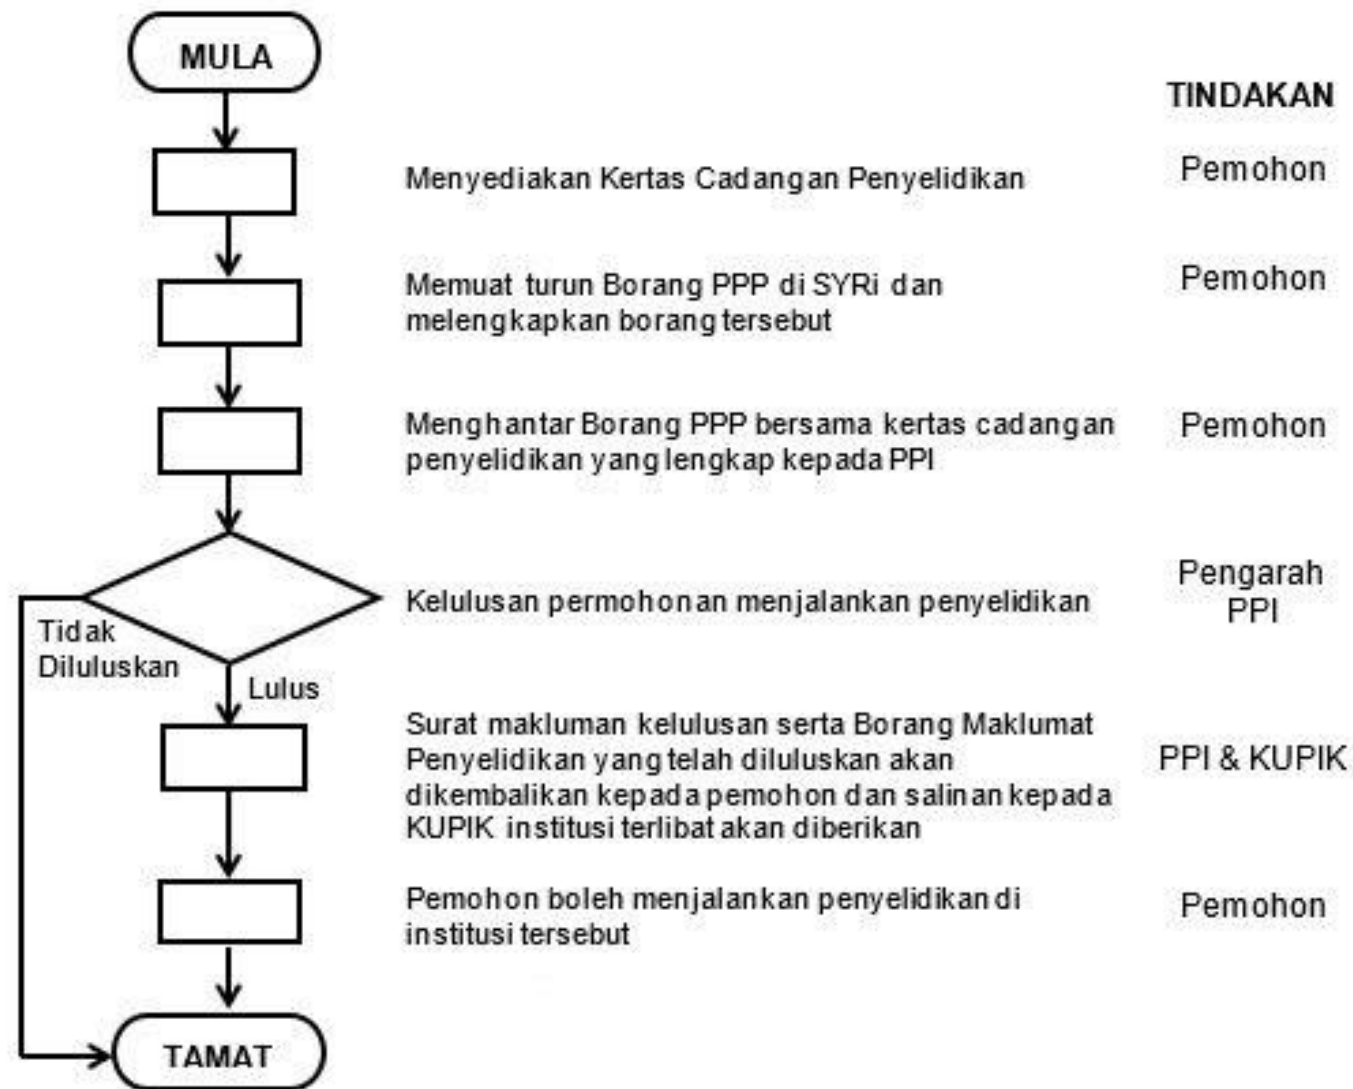 MULA
TINDAKAN
Menyediakan Kertas Cadangan Penyelidikan
Pemohon
Memuat turun Borang PPP di SYRi dan
melengkapkan borang tersebut
Pemohon
Menghantar Borang PPP bersama kertas cadangan
penyelidikan yang lengkap kepada PPI
Pemohon
Kelulusan permohonan menjalankan penyelidikan
Pengarah
PPI
Tidak
Diluluskan
Lulus
Surat makluman kelulusan serta Borang Maklumat
Penyelidikan yang telah diluluskan akan
dikembalikan kepada pemohon dan salinan kepada
KUPIK institusi terlibat akan diberikan
PPI & KUPIK
Pemohon boleh menjalankan penyelidikan di
institusi tersebut
Pemohon
TAMAT